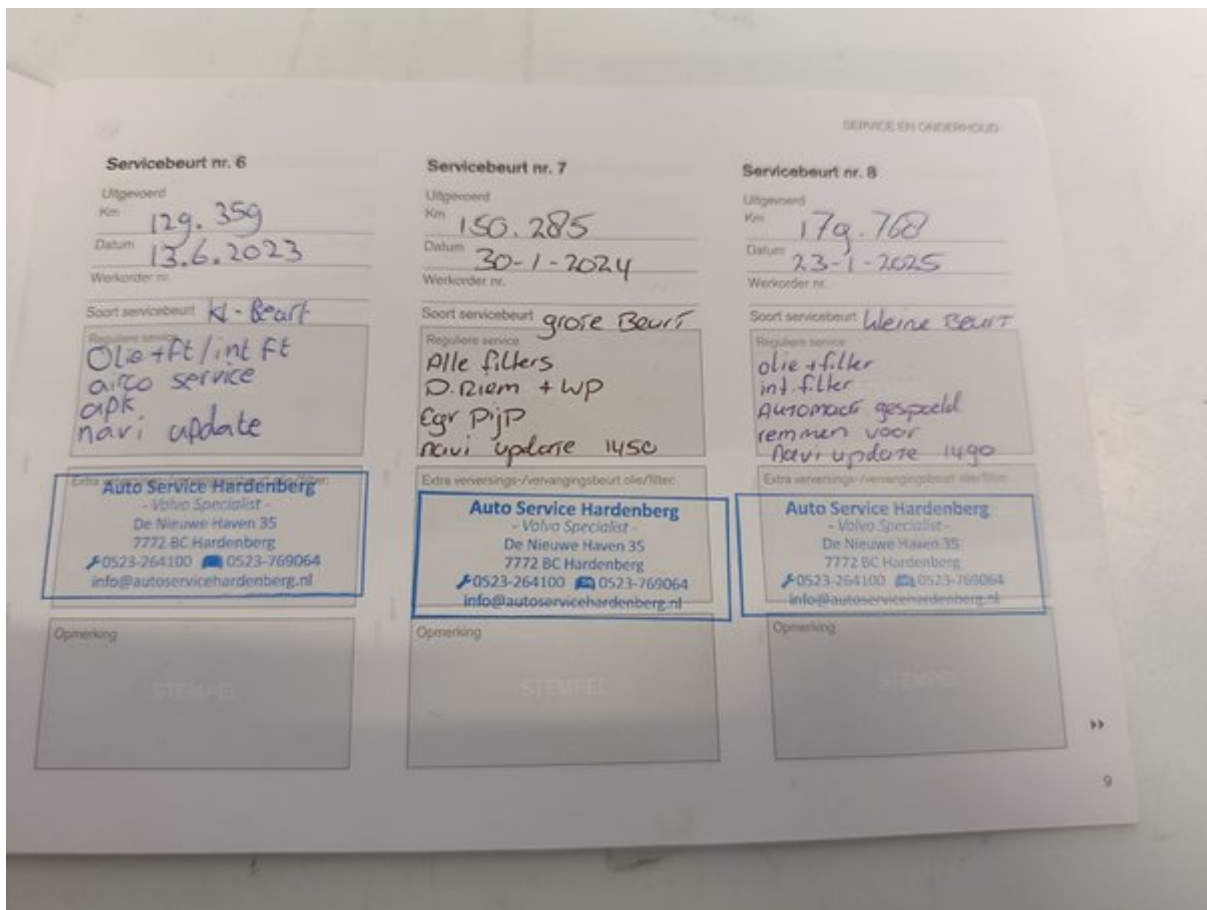 SERVICE EN ONDERHOUD
Servicebeurt nr. 6
Uitgevoerd
Km 129.359
Datum 13.6.2023
Werkorder nr.
Soort servicebeurt kl-Beurt
Reguliere service
Olie+ft/int ft
airco service
apk
navi update
Extra
Auto Service Hardenberg
- Volvo Specialist -
De Nieuwe Haven 35
7772 BC Hardenberg
0523-264100 0523-769064
info@autoservicehardenberg.nl
Opmerking
STEMPEL
Servicebeurt nr. 7
Uitgevoerd
Km 150.285
Datum 30-1-2024
Werkorder nr.
Soort servicebeurt grote Beurt
Reguliere service
Alle filters
D.Riem + WP
Egr Pijp
navi update 1450
Extra verversings-/vervangingsbeurt olie/filter:
Auto Service Hardenberg
- Volvo Specialist -
De Nieuwe Haven 35
7772 BC Hardenberg
0523-264100 0523-769064
info@autoservicehardenberg.nl
Opmerking
STEMPEL
Servicebeurt nr. 8
Uitgevoerd
Km 179.768
Datum 23-1-2025
Werkorder nr.
Soort servicebeurt kleine Beurt
Reguliere service
olie+filter
int.filter
Automaat gespoeld
remmen voor
Navi update 1490
Extra verversings-/vervangingsbeurt olie/filter:
Auto Service Hardenberg
- Volvo Specialist -
De Nieuwe Haven 35
7772 BC Hardenberg
0523-264100 0523-769064
info@autoservicehardenberg.nl
Opmerking
STEMPEL
9